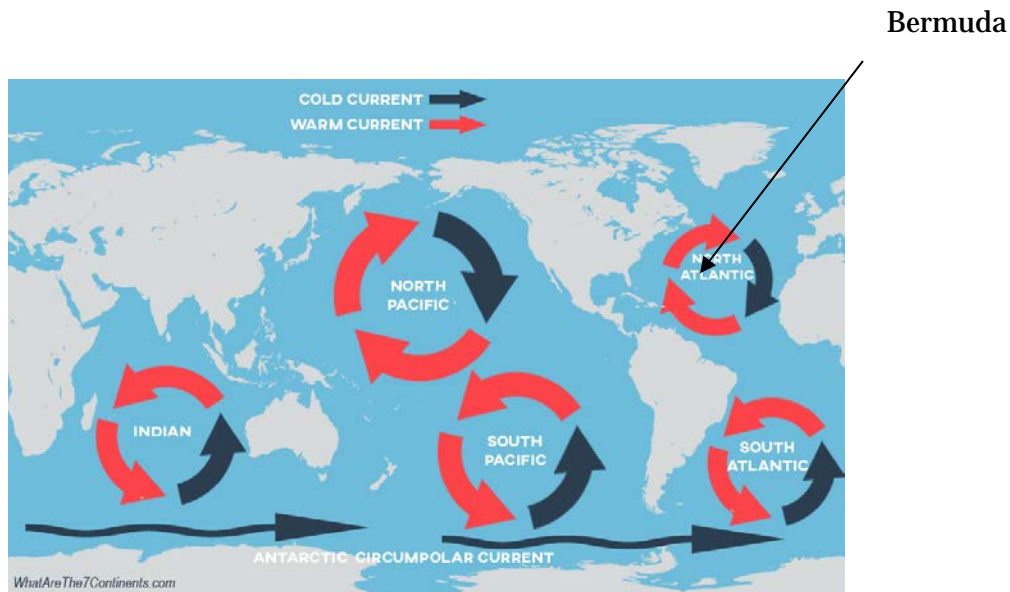 Bermuda
COLD CURRENT
WARM CURRENT
NORTH
ATLANTIC
NORTH
PACIFIC
INDIAN
SOUTH
PACIFIC
SOUTH
ATLANTIC
ANTARCTIC CIRCUMPOLAR CURRENT
WhatAreThe7Continents.com